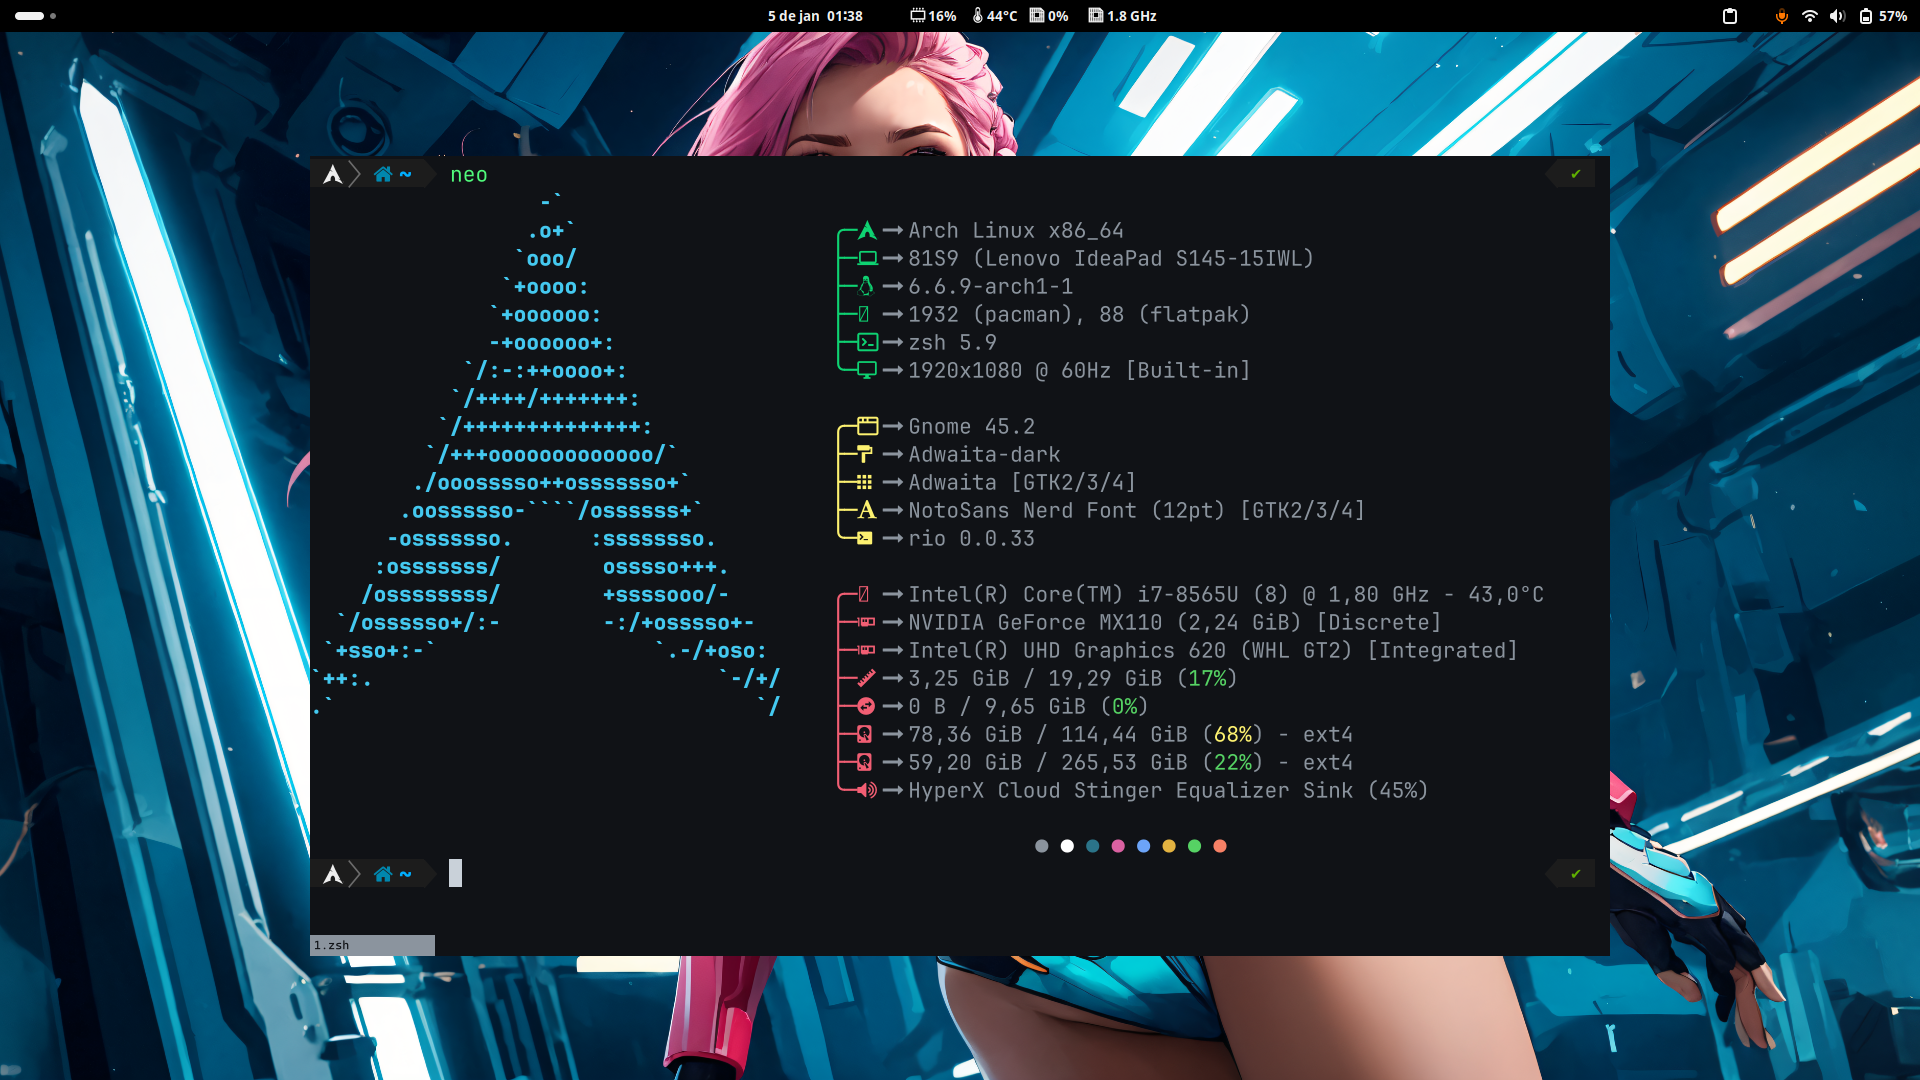 5 de jan 01:38 16% 44°C 0% 1.8 GHz 57%
~ neo ✔
-`
.o+`
`ooo/
`+oooo:
`+oooooo:
-+oooooo+:
`/:-:++oooo+:
`/++++/+++++++:
`/++++++++++++++:
`/+++ooooooooooooo/`
./ooosssso++osssssso+`
.oossssso-````/ossssss+`
-osssssso. :ssssssso.
:osssssss/ osssso+++.
/ossssssss/ +ssssooo/-
`/ossssso+/:- -:/+osssso+-
`+sso+:-` `.-/+oso:
`++:. `-/+/
.` `/
Arch Linux x86_64
81S9 (Lenovo IdeaPad S145-15IWL)
6.6.9-arch1-1
1932 (pacman), 88 (flatpak)
zsh 5.9
1920x1080 @ 60Hz [Built-in]
Gnome 45.2
Adwaita-dark
Adwaita [GTK2/3/4]
NotoSans Nerd Font (12pt) [GTK2/3/4]
rio 0.0.33
Intel(R) Core(TM) i7-8565U (8) @ 1,80 GHz - 43,0°C
NVIDIA GeForce MX110 (2,24 GiB) [Discrete]
Intel(R) UHD Graphics 620 (WHL GT2) [Integrated]
3,25 GiB / 19,29 GiB (17%)
0 B / 9,65 GiB (0%)
78,36 GiB / 114,44 GiB (68%) - ext4
59,20 GiB / 265,53 GiB (22%) - ext4
HyperX Cloud Stinger Equalizer Sink (45%)
~ ✔
1.zsh